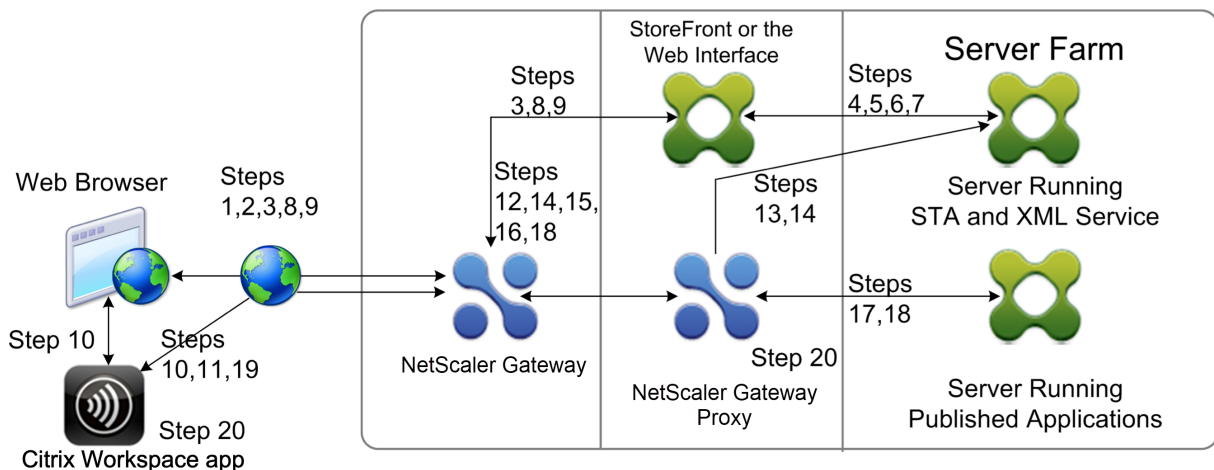 StoreFront or the
Web Interface
Server Farm
Steps
3,8,9
Steps
4,5,6,7
Web Browser
Steps
1,2,3,8,9
Steps
12,14,15,
16,18
Steps
13,14
Server Running
STA and XML Service
Steps
17,18
Step 10
Steps
10,11,19
NetScaler Gateway
Step 20
NetScaler Gateway
Proxy
Server Running
Published Applications
Step 20
Citrix Workspace app